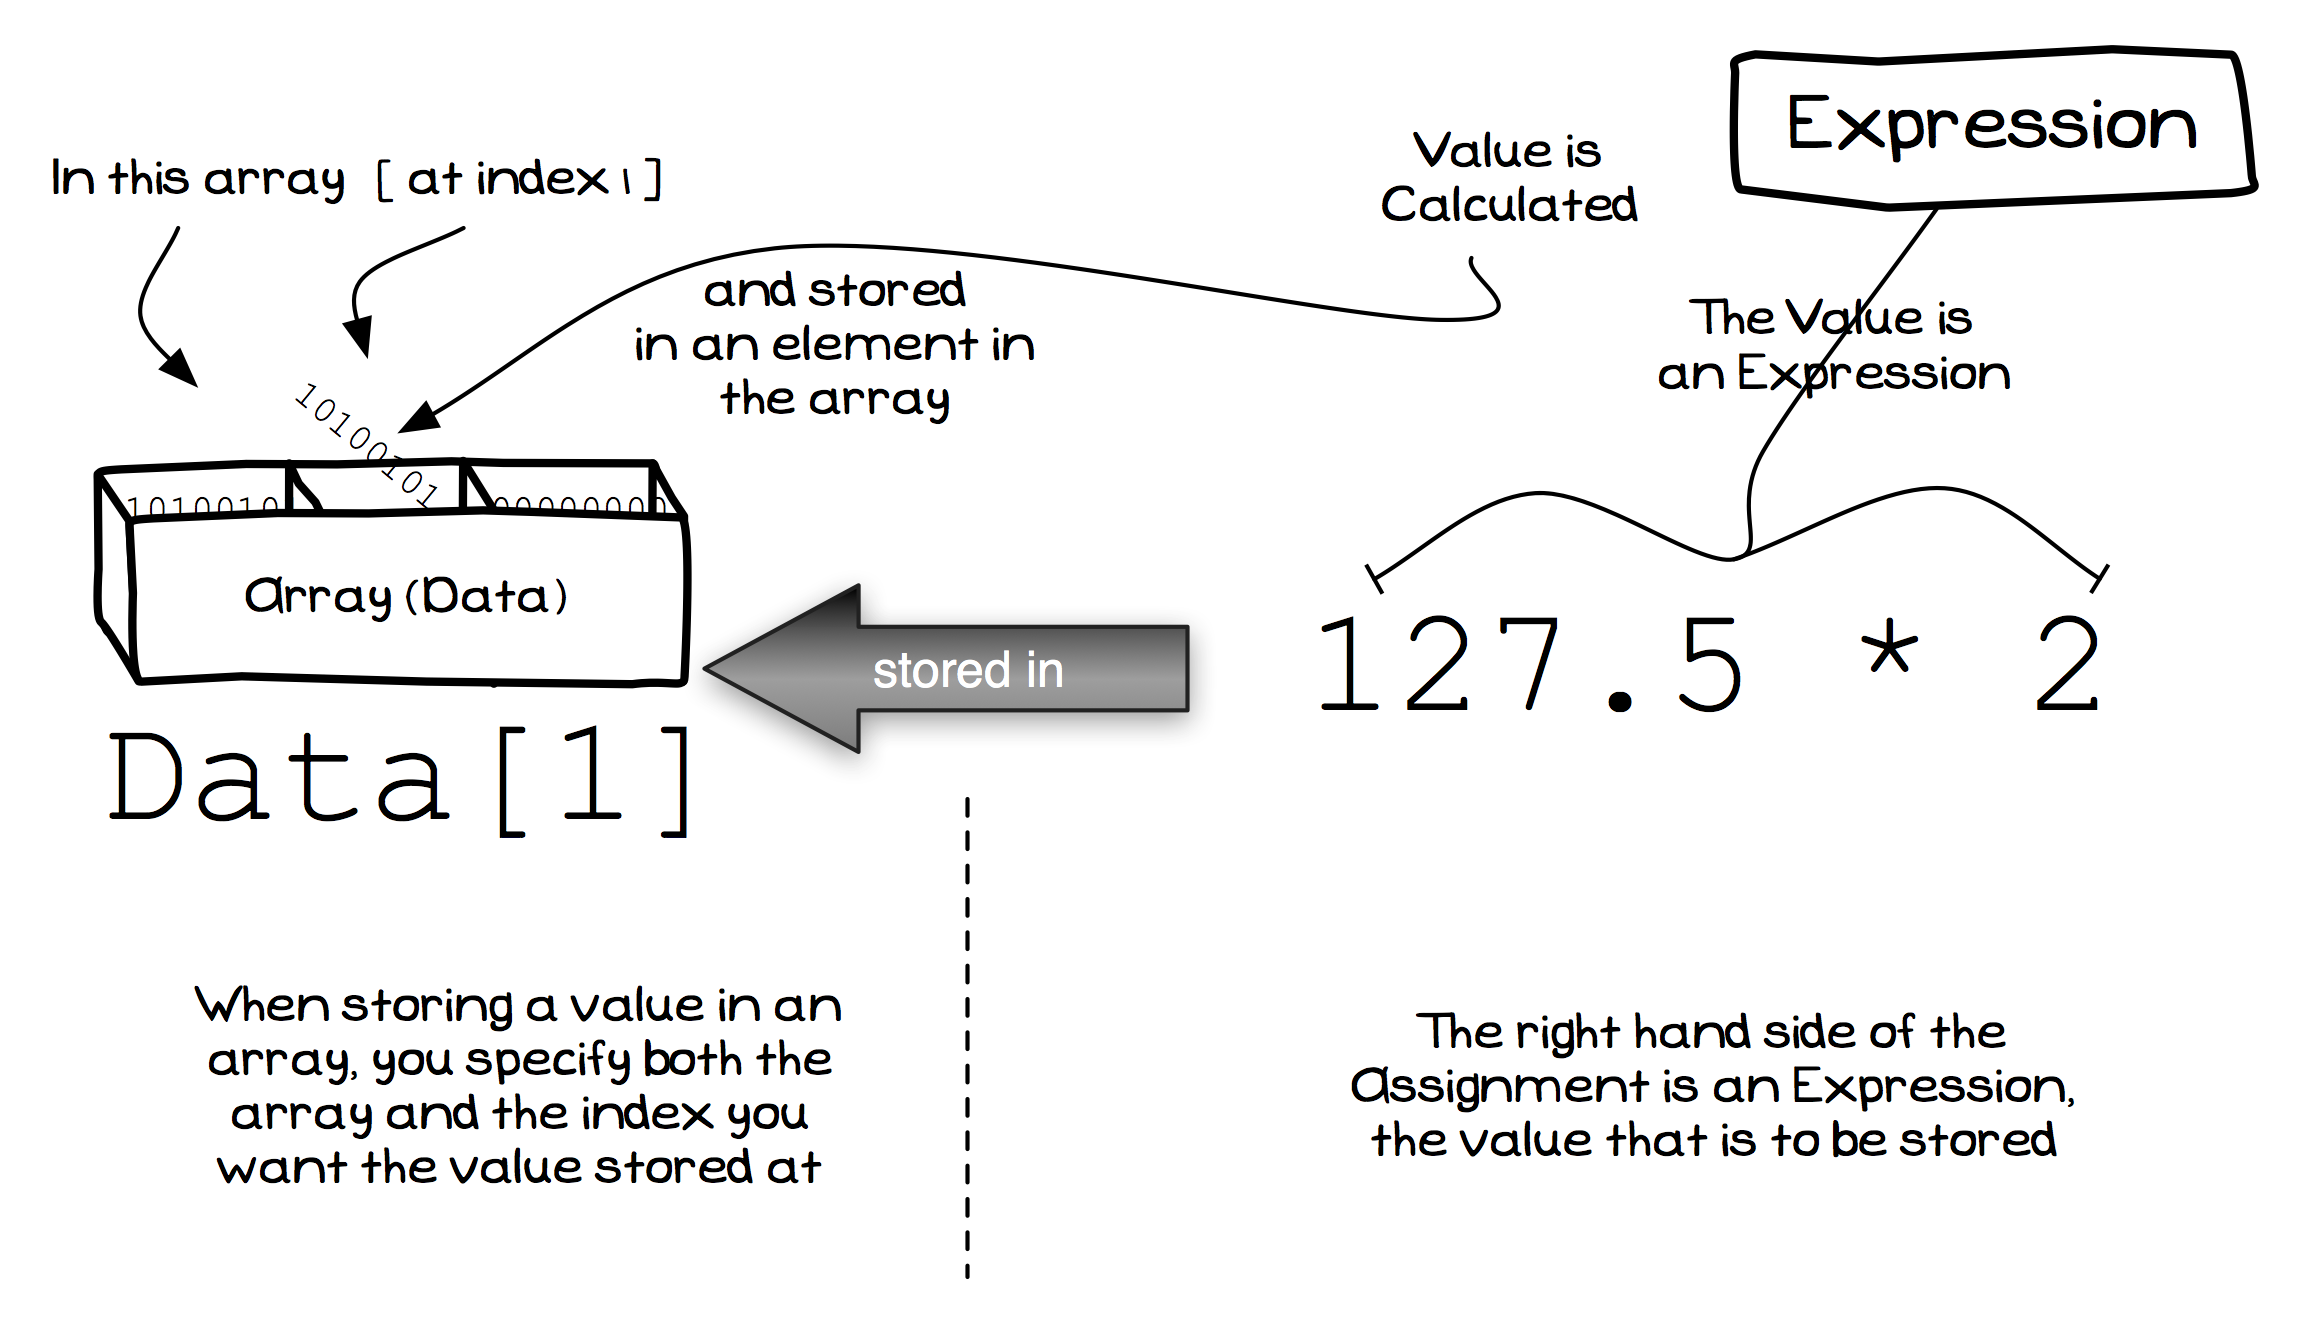 Expression
Value is
Calculated
In this array [ at index 1 ]
and stored
in an element in
the array
The Value is
an Expression
10100101
1010010
00000000
Array (Data)
stored in
127.5 * 2
Data[1]
When storing a value in an
array, you specify both the
array and the index you
want the value stored at
The right hand side of the
Assignment is an Expression,
the value that is to be stored